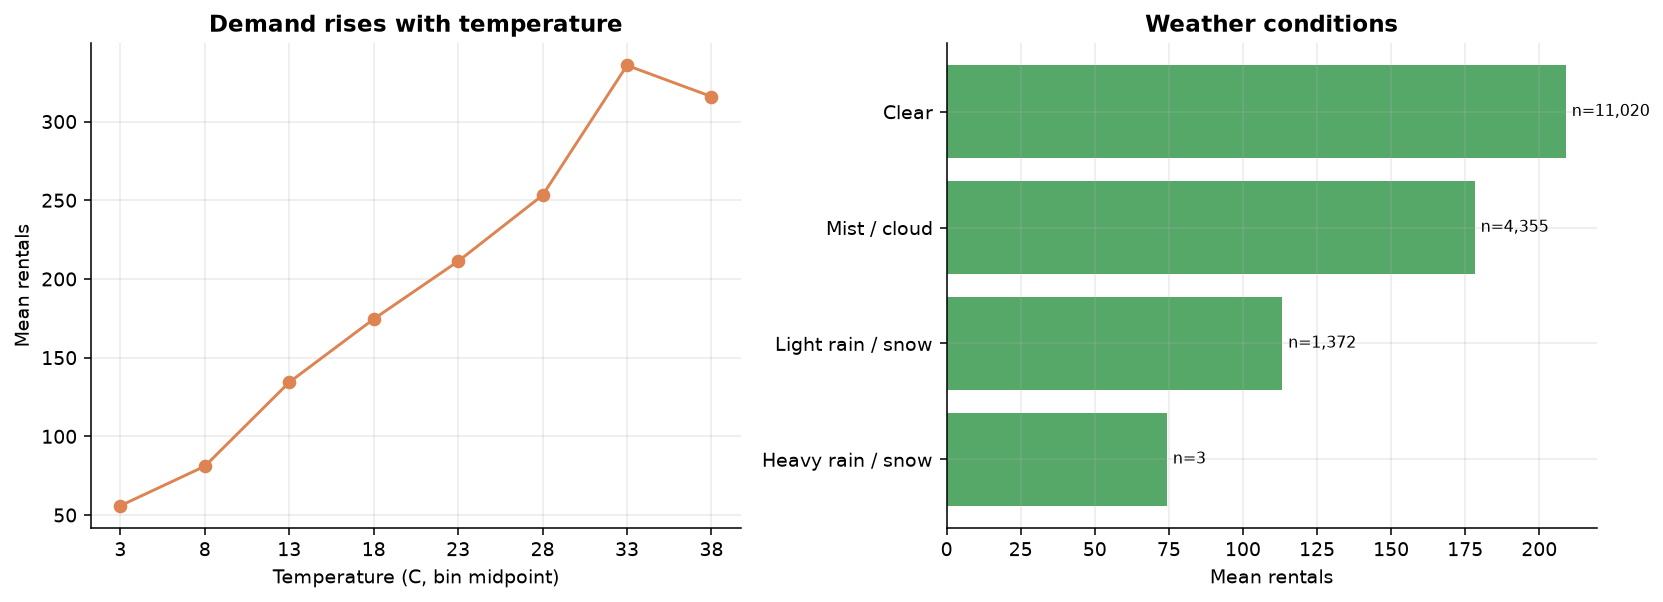 Demand rises with temperature
Mean rentals
300
250
200
150
100
50
3 8 13 18 23 28 33 38
Temperature (C, bin midpoint)
Weather conditions
Clear n=11,020
Mist / cloud n=4,355
Light rain / snow n=1,372
Heavy rain / snow n=3
0 25 50 75 100 125 150 175 200
Mean rentals